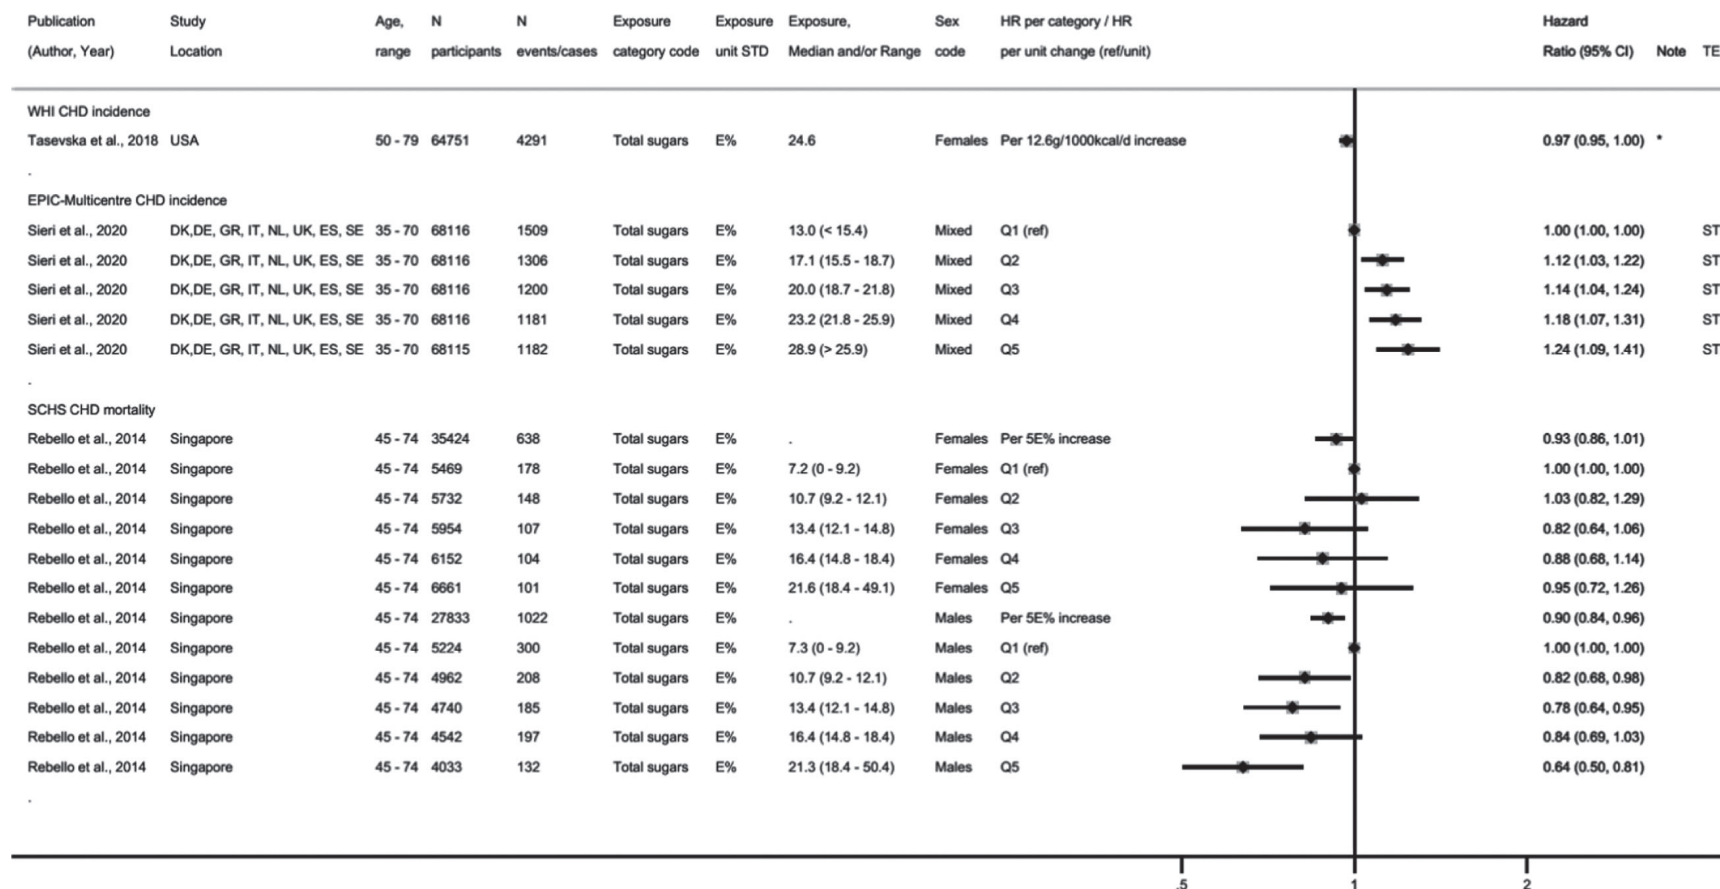 Publication Study Age, N N Exposure Exposure Exposure, Sex HR per category / HR Hazard
(Author, Year) Location range participants events/cases category code unit STD Median and/or Range code per unit change (ref/unit) Ratio (95% CI) Note TE
WHI CHD incidence
Tasevska et al., 2018 USA 50 - 79 64751 4291 Total sugars E% 24.6 Females Per 12.6g/1000kcal/d increase 0.97 (0.95, 1.00) *
.
EPIC-Multicentre CHD incidence
Sieri et al., 2020 DK,DE, GR, IT, NL, UK, ES, SE 35 - 70 68116 1509 Total sugars E% 13.0 (< 15.4) Mixed Q1 (ref) 1.00 (1.00, 1.00) ST
Sieri et al., 2020 DK,DE, GR, IT, NL, UK, ES, SE 35 - 70 68116 1306 Total sugars E% 17.1 (15.5 - 18.7) Mixed Q2 1.12 (1.03, 1.22) ST
Sieri et al., 2020 DK,DE, GR, IT, NL, UK, ES, SE 35 - 70 68116 1200 Total sugars E% 20.0 (18.7 - 21.8) Mixed Q3 1.14 (1.04, 1.24) ST
Sieri et al., 2020 DK,DE, GR, IT, NL, UK, ES, SE 35 - 70 68116 1181 Total sugars E% 23.2 (21.8 - 25.9) Mixed Q4 1.18 (1.07, 1.31) ST
Sieri et al., 2020 DK,DE, GR, IT, NL, UK, ES, SE 35 - 70 68115 1182 Total sugars E% 28.9 (> 25.9) Mixed Q5 1.24 (1.09, 1.41) ST
.
SCHS CHD mortality
Rebello et al., 2014 Singapore 45 - 74 35424 638 Total sugars E% . Females Per 5E% increase 0.93 (0.86, 1.01)
Rebello et al., 2014 Singapore 45 - 74 5469 178 Total sugars E% 7.2 (0 - 9.2) Females Q1 (ref) 1.00 (1.00, 1.00)
Rebello et al., 2014 Singapore 45 - 74 5732 148 Total sugars E% 10.7 (9.2 - 12.1) Females Q2 1.03 (0.82, 1.29)
Rebello et al., 2014 Singapore 45 - 74 5954 107 Total sugars E% 13.4 (12.1 - 14.8) Females Q3 0.82 (0.64, 1.06)
Rebello et al., 2014 Singapore 45 - 74 6152 104 Total sugars E% 16.4 (14.8 - 18.4) Females Q4 0.88 (0.68, 1.14)
Rebello et al., 2014 Singapore 45 - 74 6661 101 Total sugars E% 21.6 (18.4 - 49.1) Females Q5 0.95 (0.72, 1.26)
Rebello et al., 2014 Singapore 45 - 74 27833 1022 Total sugars E% . Males Per 5E% increase 0.90 (0.84, 0.96)
Rebello et al., 2014 Singapore 45 - 74 5224 300 Total sugars E% 7.3 (0 - 9.2) Males Q1 (ref) 1.00 (1.00, 1.00)
Rebello et al., 2014 Singapore 45 - 74 4962 208 Total sugars E% 10.7 (9.2 - 12.1) Males Q2 0.82 (0.68, 0.98)
Rebello et al., 2014 Singapore 45 - 74 4740 185 Total sugars E% 13.4 (12.1 - 14.8) Males Q3 0.78 (0.64, 0.95)
Rebello et al., 2014 Singapore 45 - 74 4542 197 Total sugars E% 16.4 (14.8 - 18.4) Males Q4 0.84 (0.69, 1.03)
Rebello et al., 2014 Singapore 45 - 74 4033 132 Total sugars E% 21.3 (18.4 - 50.4) Males Q5 0.64 (0.50, 0.81)
.
.5 1 2